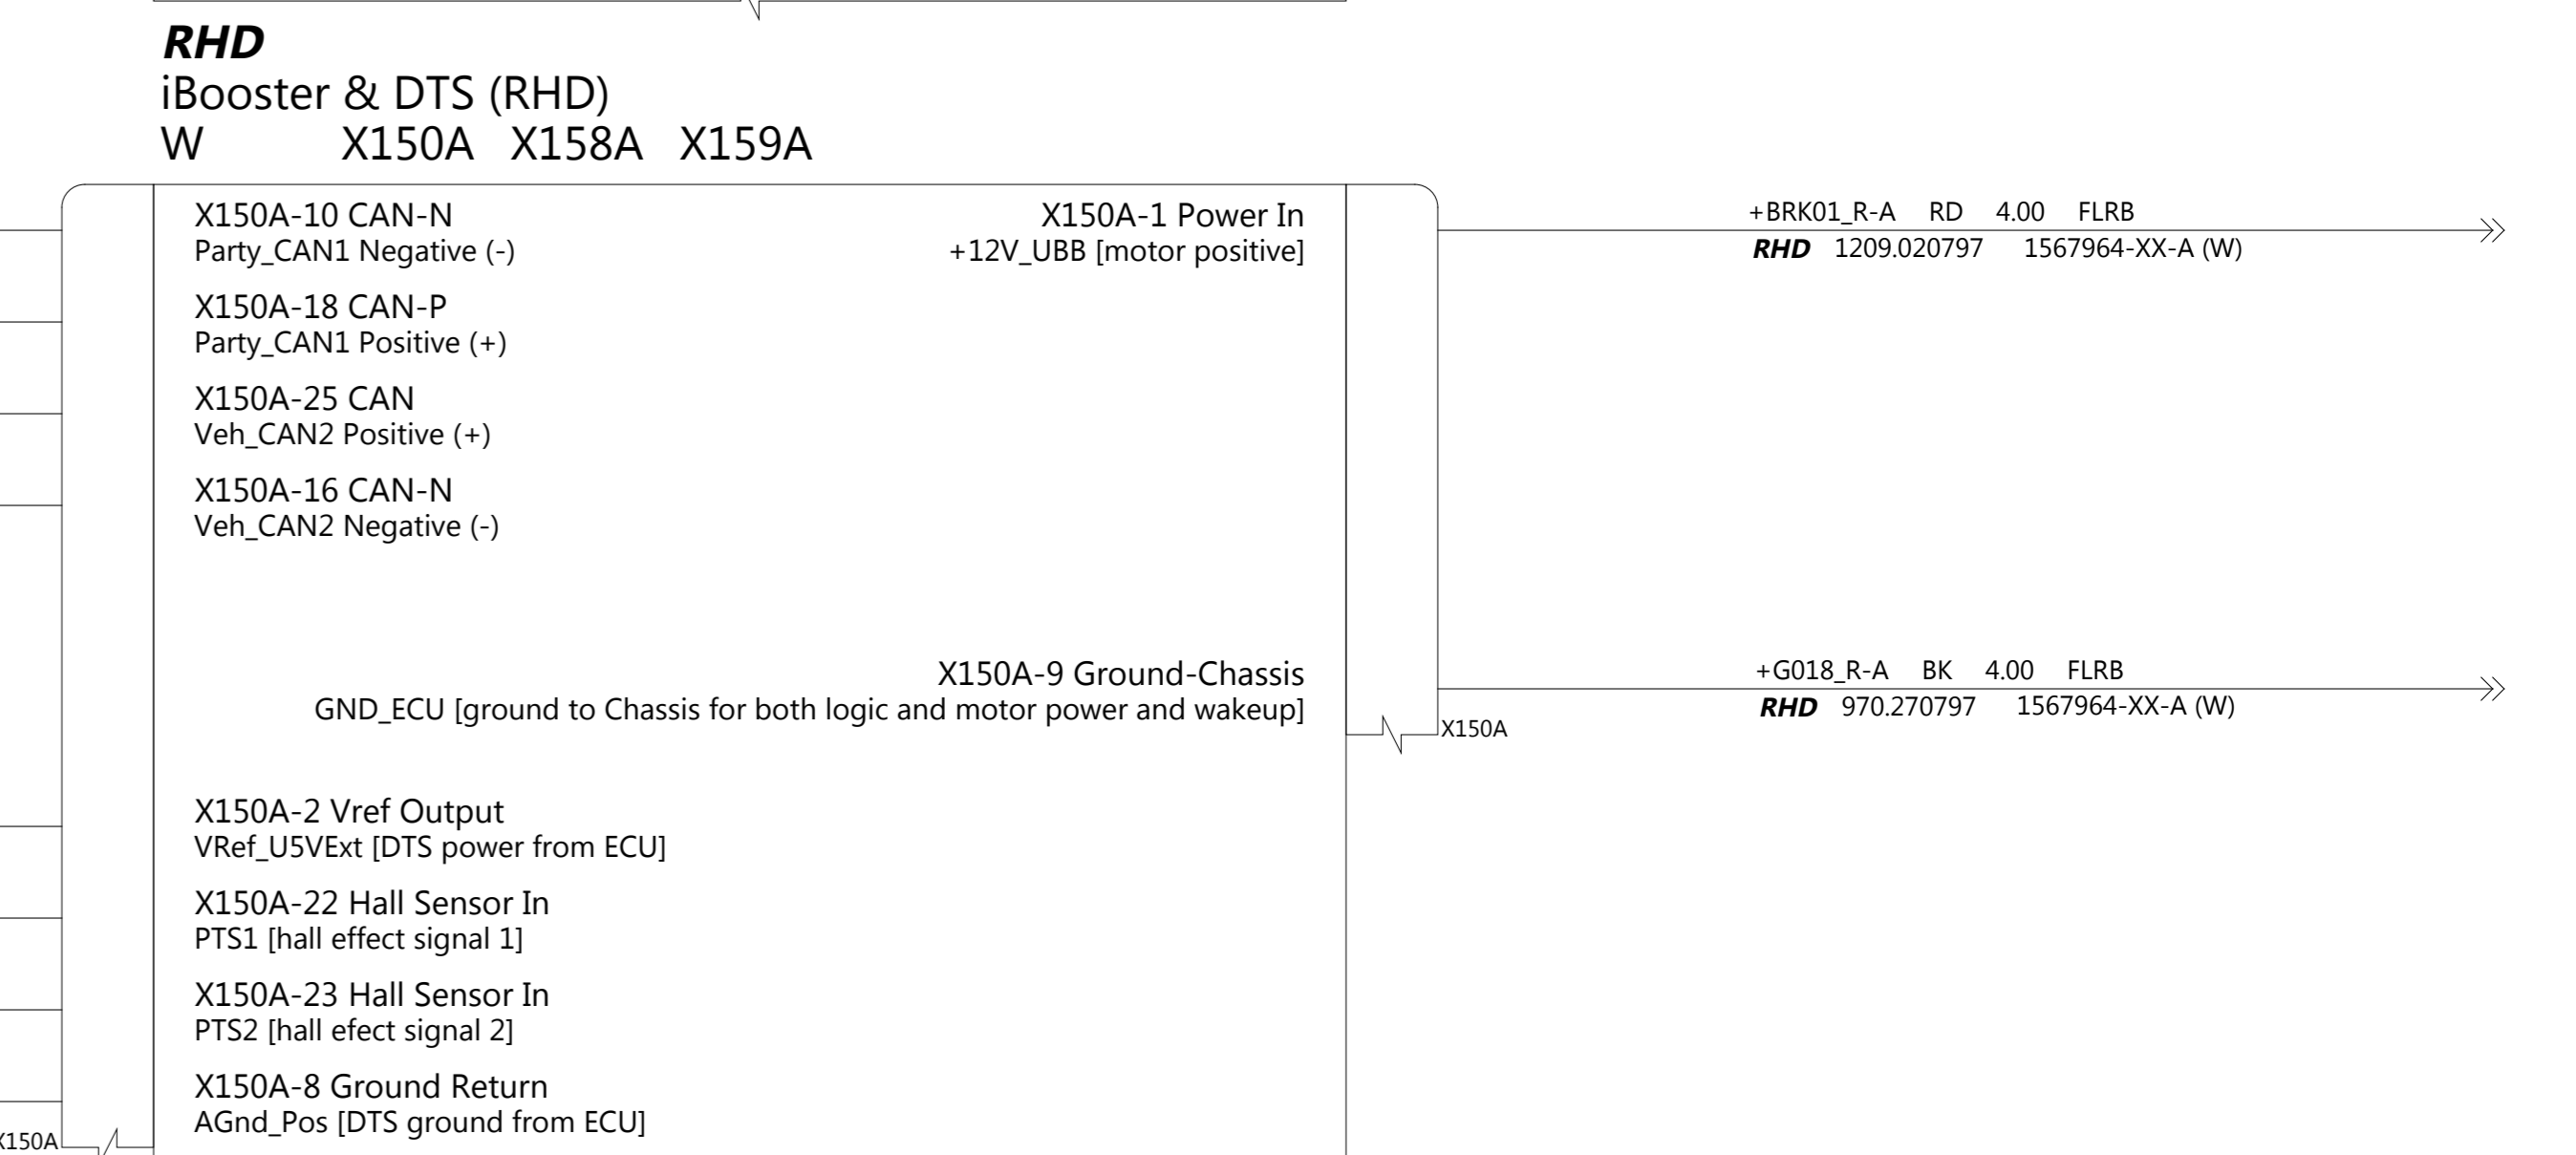 RHD
iBooster & DTS (RHD)
W X150A X158A X159A
X150A-10 CAN-N
Party_CAN1 Negative (-)
X150A-18 CAN-P
Party_CAN1 Positive (+)
X150A-25 CAN
Veh_CAN2 Positive (+)
X150A-16 CAN-N
Veh_CAN2 Negative (-)
X150A-1 Power In
+12V_UBB [motor positive]
+BRK01_R-A RD 4.00 FLRB
RHD 1209.020797 1567964-XX-A (W)
X150A-9 Ground-Chassis
GND_ECU [ground to Chassis for both logic and motor power and wakeup]
+G018_R-A BK 4.00 FLRB
RHD 970.270797 1567964-XX-A (W)
X150A
X150A-2 Vref Output
VRef_U5VExt [DTS power from ECU]
X150A-22 Hall Sensor In
PTS1 [hall effect signal 1]
X150A-23 Hall Sensor In
PTS2 [hall efect signal 2]
X150A-8 Ground Return
AGnd_Pos [DTS ground from ECU]
X150A